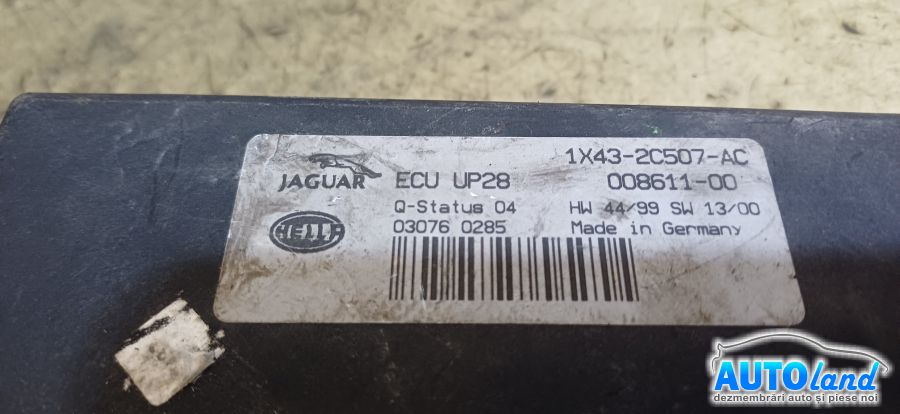 JAGUAR ECU UP28 1X43-2C507-AC
008611-00
Q-Status 04 HW 44/99 SW 13/00
03076 0285 Made in Germany
HELLA
AUTOland
dezmembrări auto și piese noi